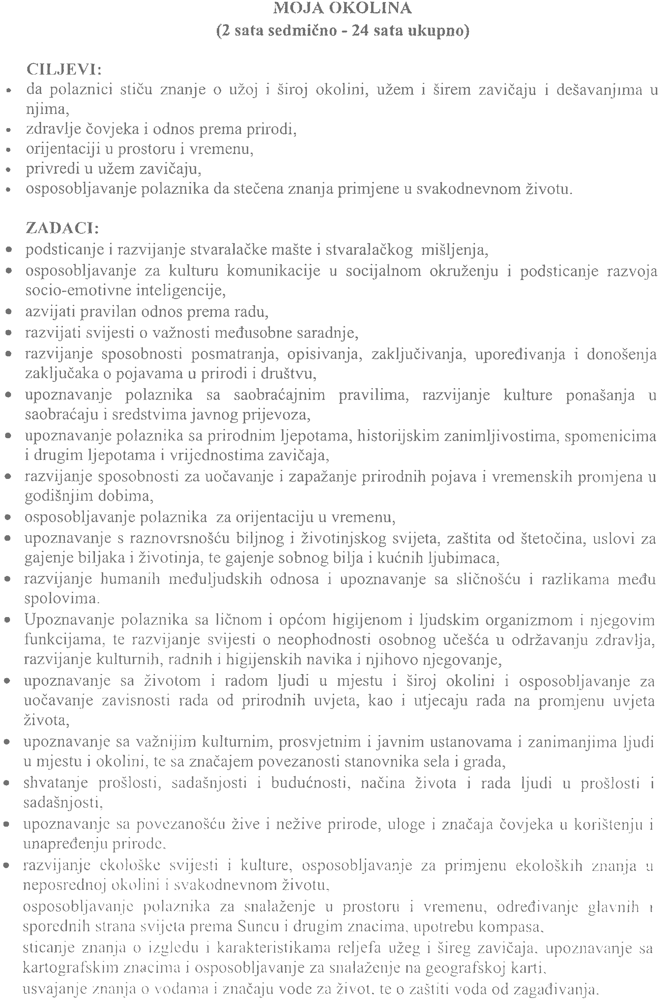 MOJA OKOLINA
(2 sata sedmično - 24 sata ukupno)
CILJEVI:
• da polaznici stiču znanje o užoj i široj okolini, užem i širem zavičaju i dešavanjima u
njima,
• zdravlje čovjeka i odnos prema prirodi,
• orijentaciji u prostoru i vremenu,
• privredi u užem zavičaju,
• osposobljavanje polaznika da stečena znanja primjene u svakodnevnom životu.
ZADACI:
• podsticanje i razvijanje stvaralačke mašte i stvaralačkog mišljenja,
• osposobljavanje za kulturu komunikacije u socijalnom okruženju i podsticanje razvoja
socio-emotivne inteligencije,
• azvijati pravilan odnos prema radu,
• razvijati svijesti o važnosti međusobne saradnje,
• razvijanje sposobnosti posmatranja, opisivanja, zaključivanja, upoređivanja i donošenja
zaključaka o pojavama u prirodi i društvu,
• upoznavanje polaznika sa saobraćajnim pravilima, razvijanje kulture ponašanja u
saobraćaju i sredstvima javnog prijevoza,
• upoznavanje polaznika sa prirodnim ljepotama, historijskim zanimljivostima, spomenicima
i drugim ljepotama i vrijednostima zavičaja,
• razvijanje sposobnosti za uočavanje i zapažanje prirodnih pojava i vremenskih promjena u
godišnjim dobima,
• osposobljavanje polaznika za orijentaciju u vremenu,
• upoznavanje s raznovrsnošću biljnog i životinjskog svijeta, zaštita od štetočina, uslovi za
gajenje biljaka i životinja, te gajenje sobnog bilja i kućnih ljubimaca,
• razvijanje humanih međuljudskih odnosa i upoznavanje sa sličnošću i razlikama među
spolovima.
• Upoznavanje polaznika sa ličnom i općom higijenom i ljudskim organizmom i njegovim
funkcijama, te razvijanje svijesti o neophodnosti osobnog učešća u održavanju zdravlja,
razvijanje kulturnih, radnih i higijenskih navika i njihovo njegovanje,
• upoznavanje sa životom i radom ljudi u mjestu i široj okolini i osposobljavanje za
uočavanje zavisnosti rada od prirodnih uvjeta, kao i utjecaju rada na promjenu uvjeta
života,
• upoznavanje sa važnijim kulturnim, prosvjetnim i javnim ustanovama i zanimanjima ljudi
u mjestu i okolini, te sa značajem povezanosti stanovnika sela i grada,
• shvatanje prošlosti, sadašnjosti i budućnosti, načina života i rada ljudi u prošlosti i
sadašnjosti,
• upoznavanje sa povezanošću žive i nežive prirode, uloge i značaja čovjeka u korištenju i
unapređenju prirode,
• razvijanje ekološke svijesti i kulture, osposobljavanje za primjenu ekoloških znanja u
neposrednoj okolini i svakodnevnom životu,
osposobljavanje polaznika za snalaženje u prostoru i vremenu, određivanje glavnih i
sporednih strana svijeta prema Suncu i drugim znacima, upotrebu kompasa,
sticanje znanja o izgledu i karakteristikama reljefa užeg i šireg zavičaja, upoznavanje sa
kartografskim znacima i osposobljavanje za snalaženje na geografskoj karti,
usvajanje znanja o vodama i značaju vode za život, te o zaštiti voda od zagađivanja.